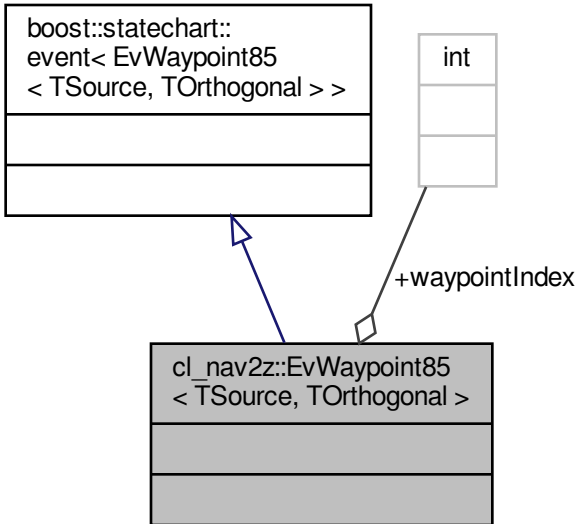 boost::statechart::
event< EvWaypoint85
< TSource, TOrthogonal > >
int
+waypointIndex
cl_nav2z::EvWaypoint85
< TSource, TOrthogonal >